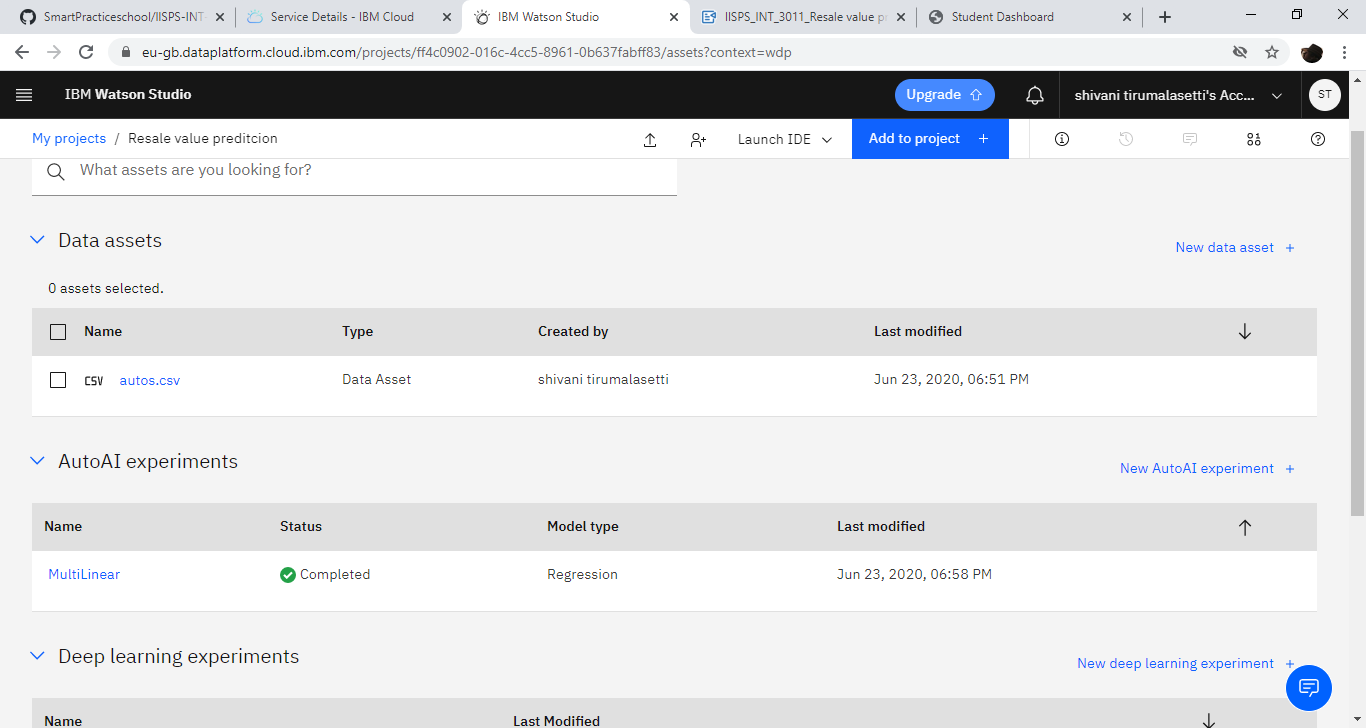 SmartPracticeschool/IISPS-INT-
Service Details - IBM Cloud
IBM Watson Studio
IISPS_INT_3011_Resale value pr
Student Dashboard
eu-gb.dataplatform.cloud.ibm.com/projects/ff4c0902-016c-4cc5-8961-0b637fabff83/assets?context=wdp
IBM Watson Studio
Upgrade
shivani tirumalasetti's Acc...
ST
My projects / Resale value preditcion
Launch IDE
Add to project +
What assets are you looking for?
Data assets
New data asset +
0 assets selected.
Name Type Created by Last modified
CSV autos.csv Data Asset shivani tirumalasetti Jun 23, 2020, 06:51 PM
AutoAI experiments
New AutoAI experiment +
Name Status Model type Last modified
MultiLinear Completed Regression Jun 23, 2020, 06:58 PM
Deep learning experiments
New deep learning experiment +
Name Last Modified